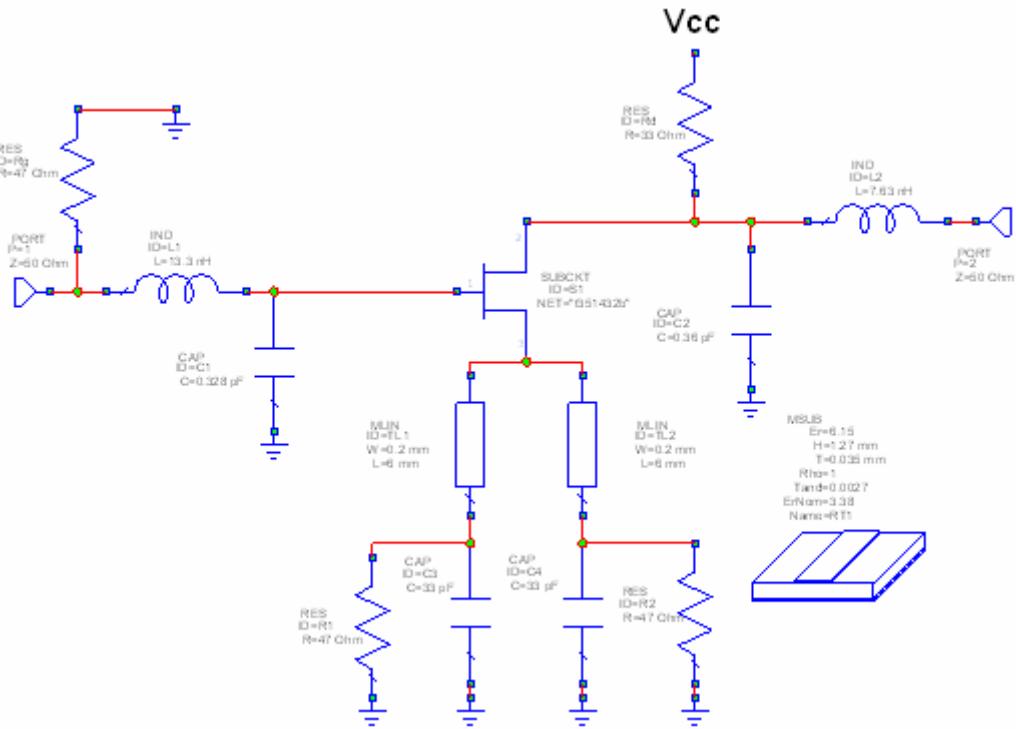 Vcc
RES
ID=Rd
R=33 Ohm
RES
ID=Rg
R=47 Ohm
IND
ID=L2
L=7.63 nH
PORT
P=1
Z=50 Ohm
IND
ID=L1
L=13.3 nH
2
PORT
P=2
Z=50 Ohm
1
SUBCKT
ID=S1
3
CAP
ID=C2
C=0.36 pF
CAP
ID=C1
C=0.328 pF
MLIN
ID=TL1
W=0.2 mm
L=6 mm
MLIN
ID=TL2
W=0.2 mm
L=6 mm
MSUB
Er=6.15
H=1.27 mm
T=0.035 mm
Rho=1
Tand=0.0027
ErNom=3.38
Name=RT1
CAP
ID=C3
C=33 pF
CAP
ID=C4
C=33 pF
RES
ID=R1
R=47 Ohm
RES
ID=R2
R=47 Ohm